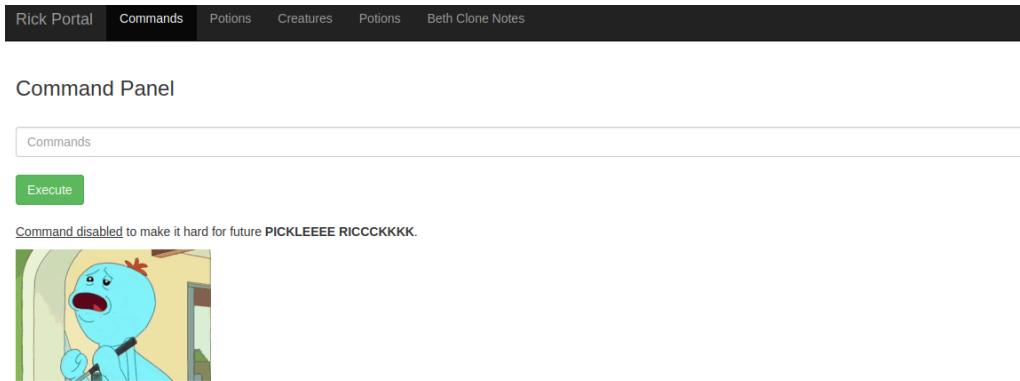 Rick Portal Commands Potions Creatures Potions Beth Clone Notes
Command Panel
Commands
Execute
Command disabled to make it hard for future PICKLEEEE RICCCKKKK.